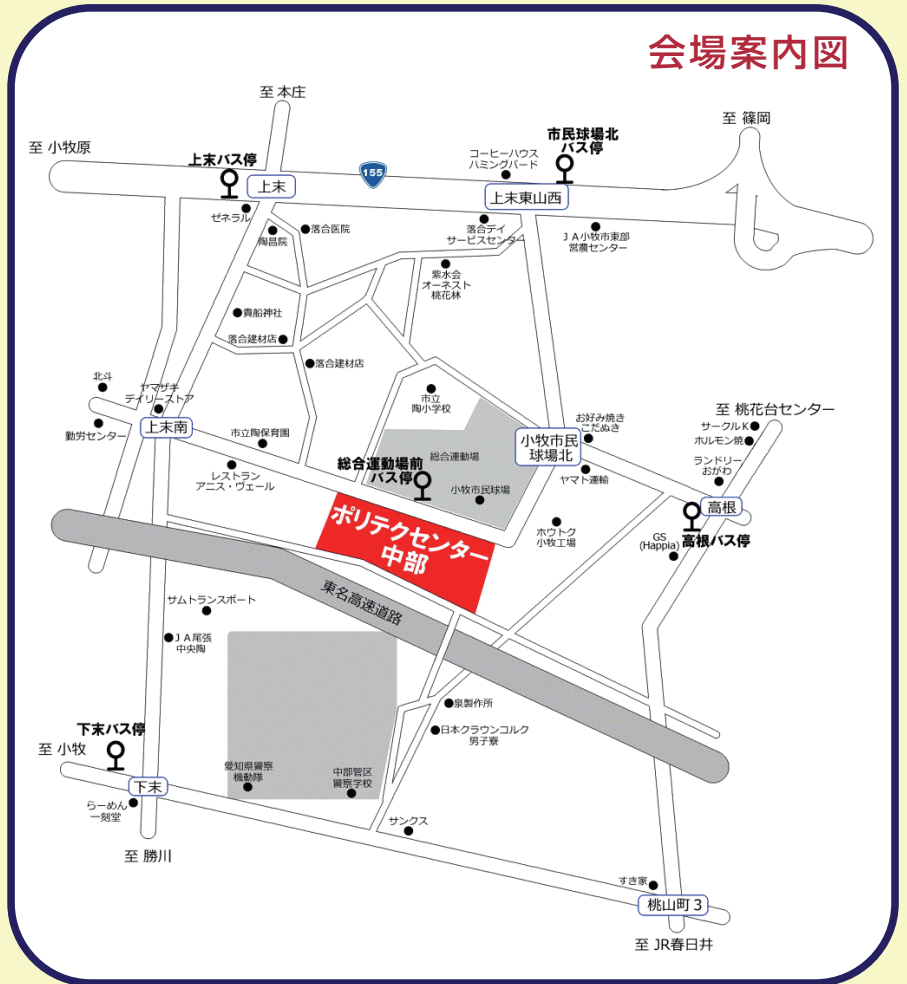 会場案内図
至 本庄
至 篠岡
至 小牧原
市民球場北
バス停
上末バス停
コーヒーハウス
ハミングバード
155
上末
上末東山西
ゼネラル
陶昌院
落合医院
落合デイ
サービスセンター
JA小牧市東部
営農センター
紫水会
オーネスト
桃花林
貴船神社
落合建材店
落合建材店
北斗
ヤマザキ
デイリーストア
市立
陶小学校
至 桃花台センター
サークルK
ホルモン焼
勤労センター
上末南
市立陶保育園
お好み焼き
こだぬき
小牧市民
球場北
総合運動場
総合運動場前
バス停
ランドリー
おがわ
レストラン
アニス・ヴェール
小牧市民球場
ヤマト運輸
高根
ポリテクセンター
中部
ホウトク
小牧工場
GS
(Happia)
高根バス停
東名高速道路
サムトランスポート
JA尾張
中央陶
泉製作所
日本クラウンコルク
男子寮
下末バス停
至 小牧
愛知県警察
機動隊
中部管区
警察学校
下末
らーめん
一刻堂
サンクス
至 勝川
すき家
桃山町3
至 JR春日井